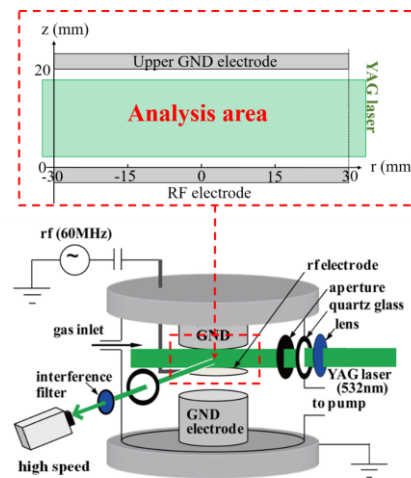 z (mm)
Upper GND electrode
20
YAG laser
Analysis area
0
-30
-15
0
15
30
r (mm
RF electrode
rf (60MHz)
~
rf electrode
aperture
quartz glass
lens
GND
gas inlet
interference
filter
YAG laser
(532nm)
to pump
GND
electrode
high speed